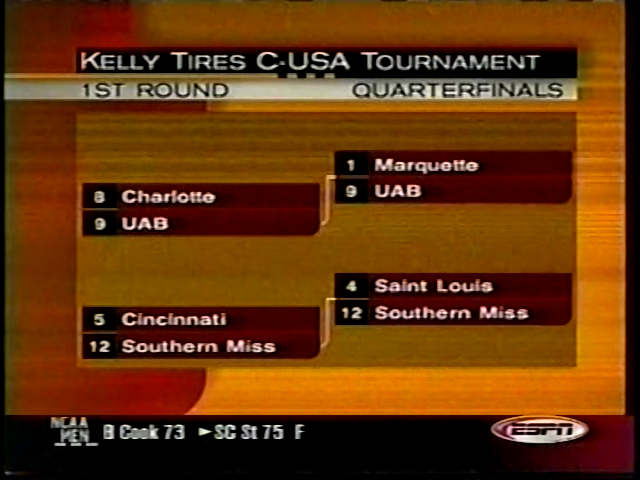 KELLY TIRES C-USA TOURNAMENT
1ST ROUND QUARTERFINALS
1 Marquette
9 UAB
8 Charlotte
9 UAB
4 Saint Louis
12 Southern Miss
5 Cincinnati
12 Southern Miss
NCAA MEN B Cook 73 ►SC St 75 F
ESPN